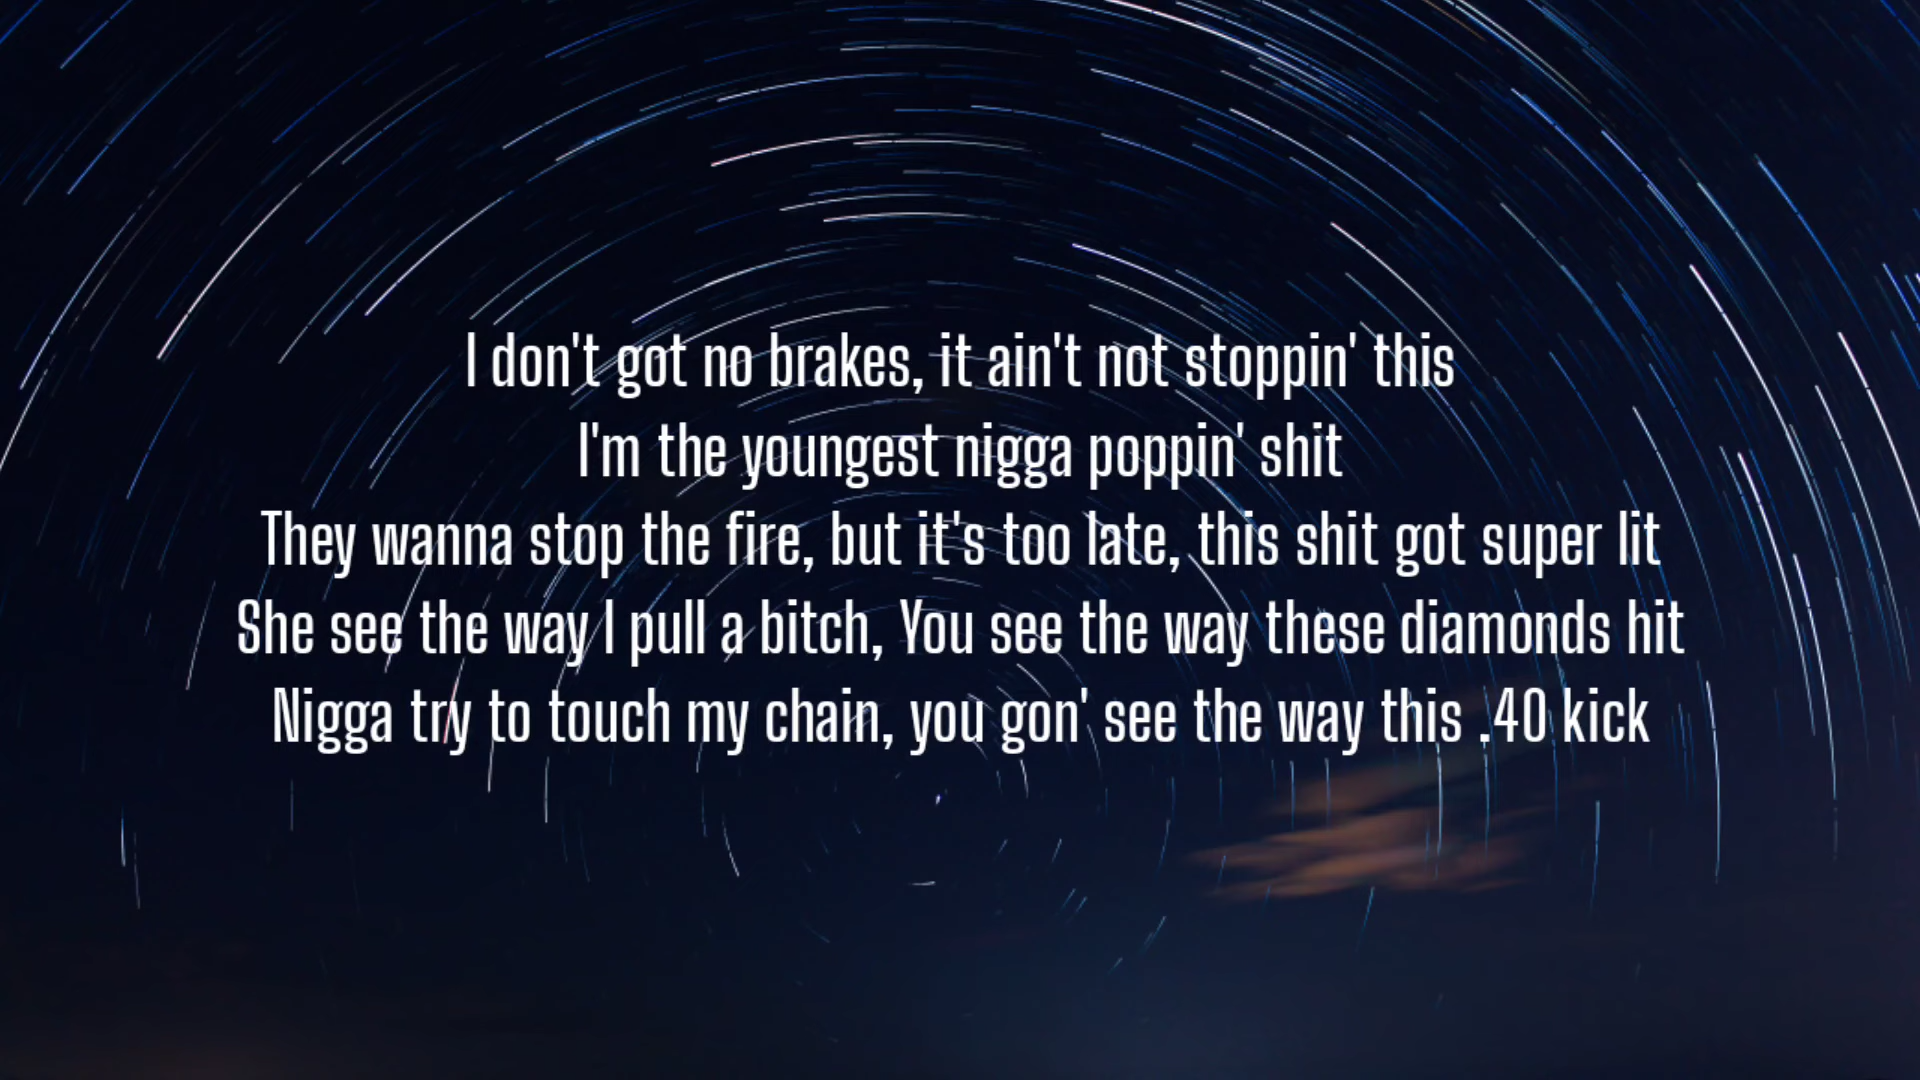 I don't got no brakes, it ain't not stoppin' this
I'm the youngest nigga poppin' shit
They wanna stop the fire, but it's too late, this shit got super lit
She see the way I pull a bitch, You see the way these diamonds hit
Nigga try to touch my chain, you gon' see the way this .40 kick